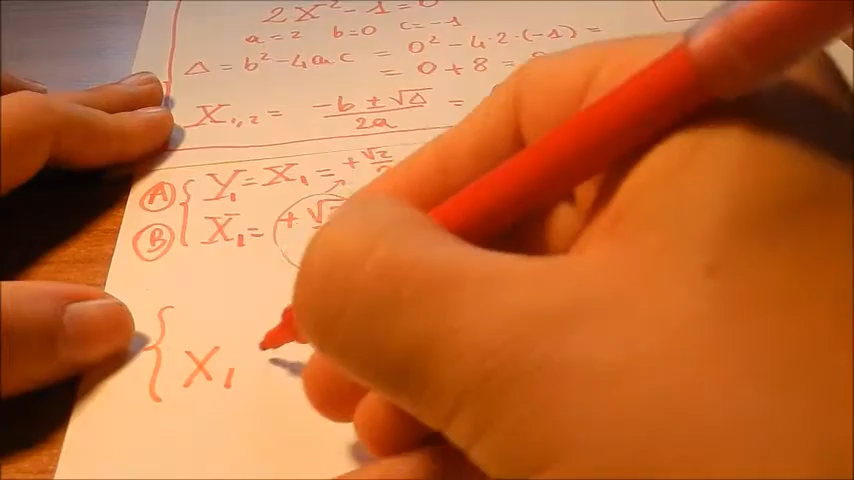 2X²-1=0
a=2 b=0 c=-1
Δ=b²-4ac = 0²-4·2·(-1)=
= 0+8 =
X₁,₂ = -b±√Δ / 2a =
Ⓐ { Y₁=X₁=+√2
Ⓑ X₁= +√2
{ X₁